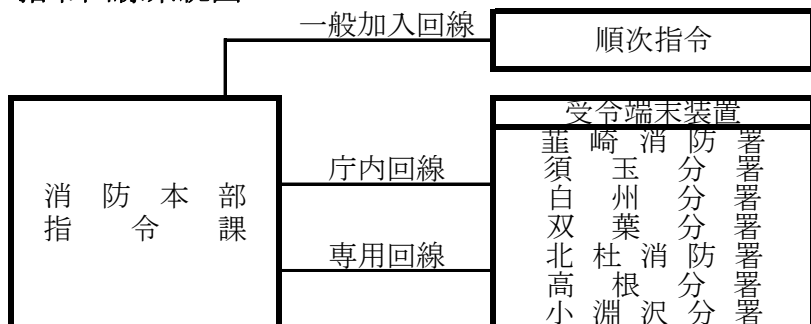 一般加入回線
順次指令
消防本部
指令課
庁内回線
専用回線
受令端末装置
韮崎消防署
須玉分署
白州分署
双葉分署
北杜消防署
高根分署
小淵沢分署